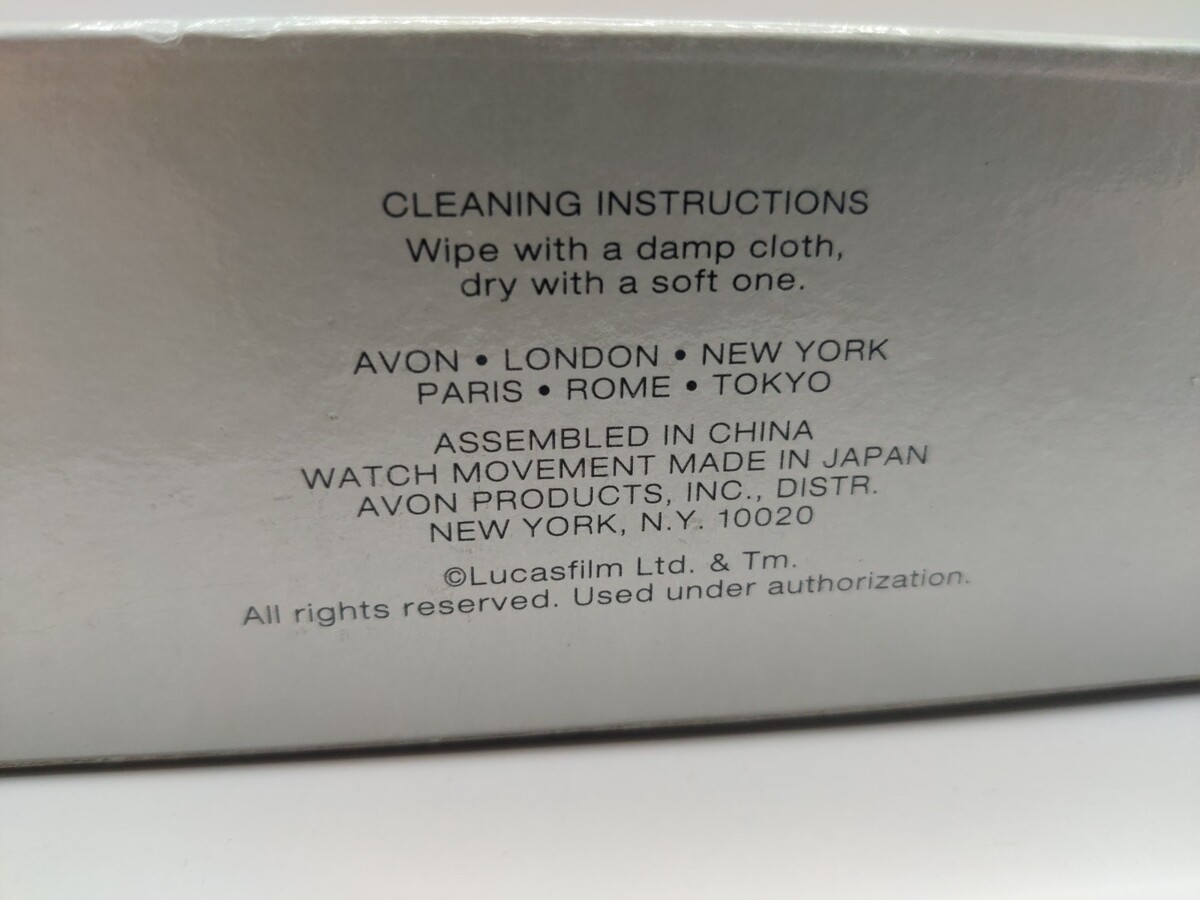 CLEANING INSTRUCTIONS
Wipe with a damp cloth,
dry with a soft one.
AVON • LONDON • NEW YORK
PARIS • ROME • TOKYO
ASSEMBLED IN CHINA
WATCH MOVEMENT MADE IN JAPAN
AVON PRODUCTS, INC., DISTR.
NEW YORK, N.Y. 10020
©Lucasfilm Ltd. & Tm.
All rights reserved. Used under authorization.